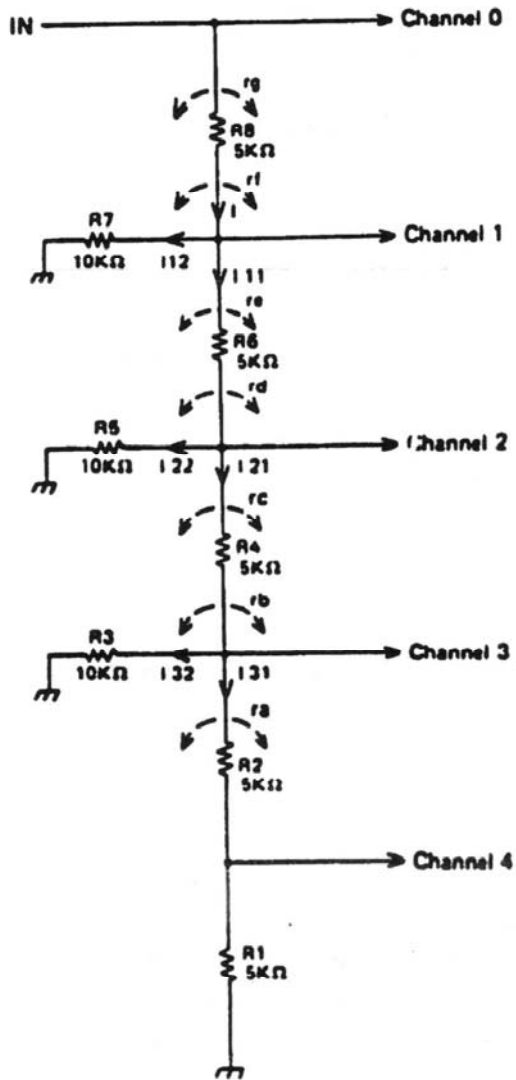 IN
Channel 0
rg
R8
5KΩ
rf
I
R7
10KΩ
I12
Channel 1
I11
re
R6
5KΩ
rd
R5
10KΩ
I22
I21
Channel 2
rc
R4
5KΩ
rb
R3
10KΩ
I32
I31
Channel 3
ra
R2
5KΩ
Channel 4
R1
5KΩ